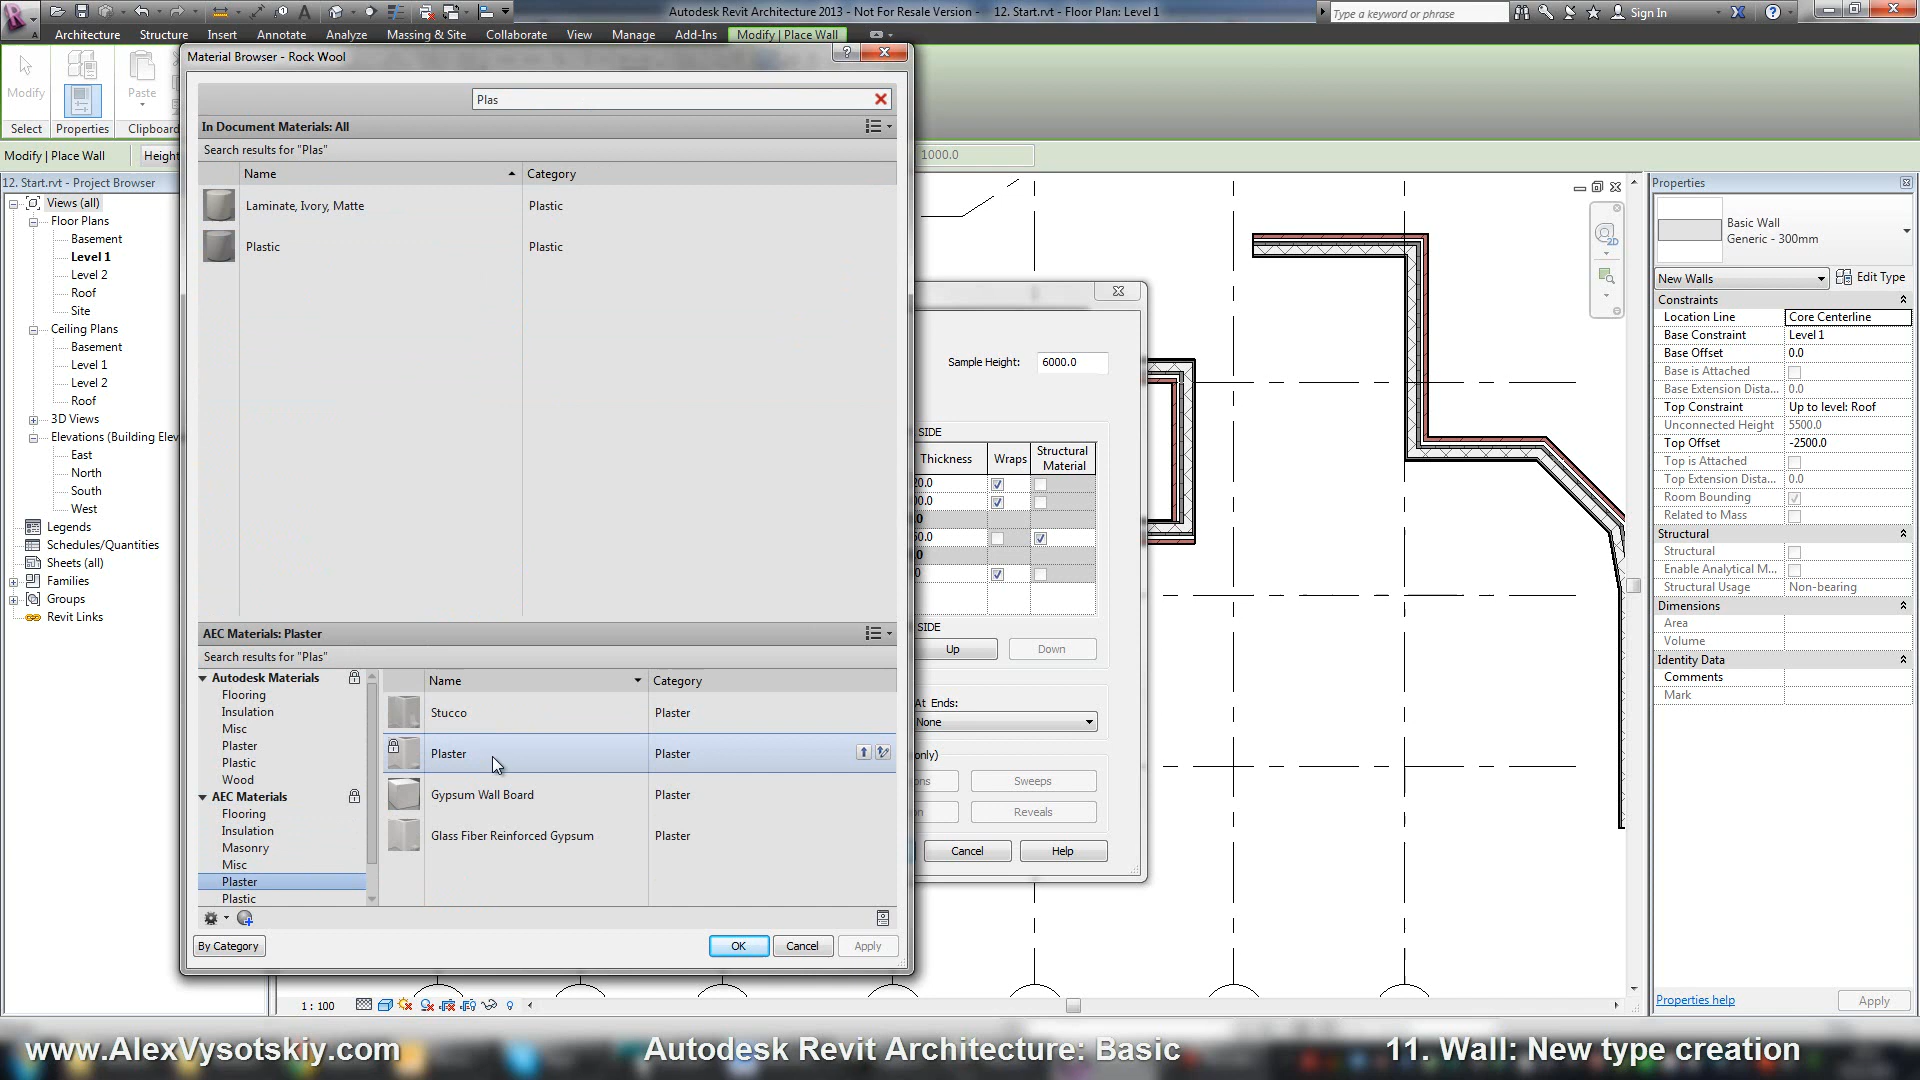 Autodesk Revit Architecture 2013 - Not For Resale Version - 12. Start.rvt - Floor Plan: Level 1
Type a keyword or phrase
Sign In
Architecture Structure Insert Annotate Analyze Massing & Site Collaborate View Manage Add-Ins Modify | Place Wall
Modify
Paste
Select Properties Clipboard
Modify | Place Wall
Height
1000.0
Material Browser - Rock Wool
Plas
In Document Materials: All
Search results for "Plas"
Name Category
Laminate, Ivory, Matte Plastic
Plastic Plastic
AEC Materials: Plaster
Search results for "Plas"
Autodesk Materials
Flooring
Insulation
Misc
Plaster
Plastic
Wood
AEC Materials
Flooring
Insulation
Masonry
Misc
Plaster
Plastic
Name Category
Stucco Plaster
Plaster Plaster
Gypsum Wall Board Plaster
Glass Fiber Reinforced Gypsum Plaster
By Category
OK
Cancel
Apply
12. Start.rvt - Project Browser
Views (all)
Floor Plans
Basement
Level 1
Level 2
Roof
Site
Ceiling Plans
Basement
Level 1
Level 2
Roof
3D Views
Elevations (Building Elev
East
North
South
West
Legends
Schedules/Quantities
Sheets (all)
Families
Groups
Revit Links
Sample Height: 6000.0
SIDE
Thickness Wraps Structural Material
SIDE
Up Down
At Ends:
None
only)
Sweeps
Reveals
Cancel Help
2D
Properties
Basic Wall
Generic - 300mm
New Walls
Edit Type
Constraints
Location Line Core Centerline
Base Constraint Level 1
Base Offset 0.0
Base is Attached
Base Extension Dista... 0.0
Top Constraint Up to level: Roof
Unconnected Height 5500.0
Top Offset -2500.0
Top is Attached
Top Extension Dista... 0.0
Room Bounding
Related to Mass
Structural
Structural
Enable Analytical M...
Structural Usage Non-bearing
Dimensions
Area
Volume
Identity Data
Comments
Mark
Properties help
Apply
1 : 100
www.AlexVysotskiy.com
Autodesk Revit Architecture: Basic
11. Wall: New type creation